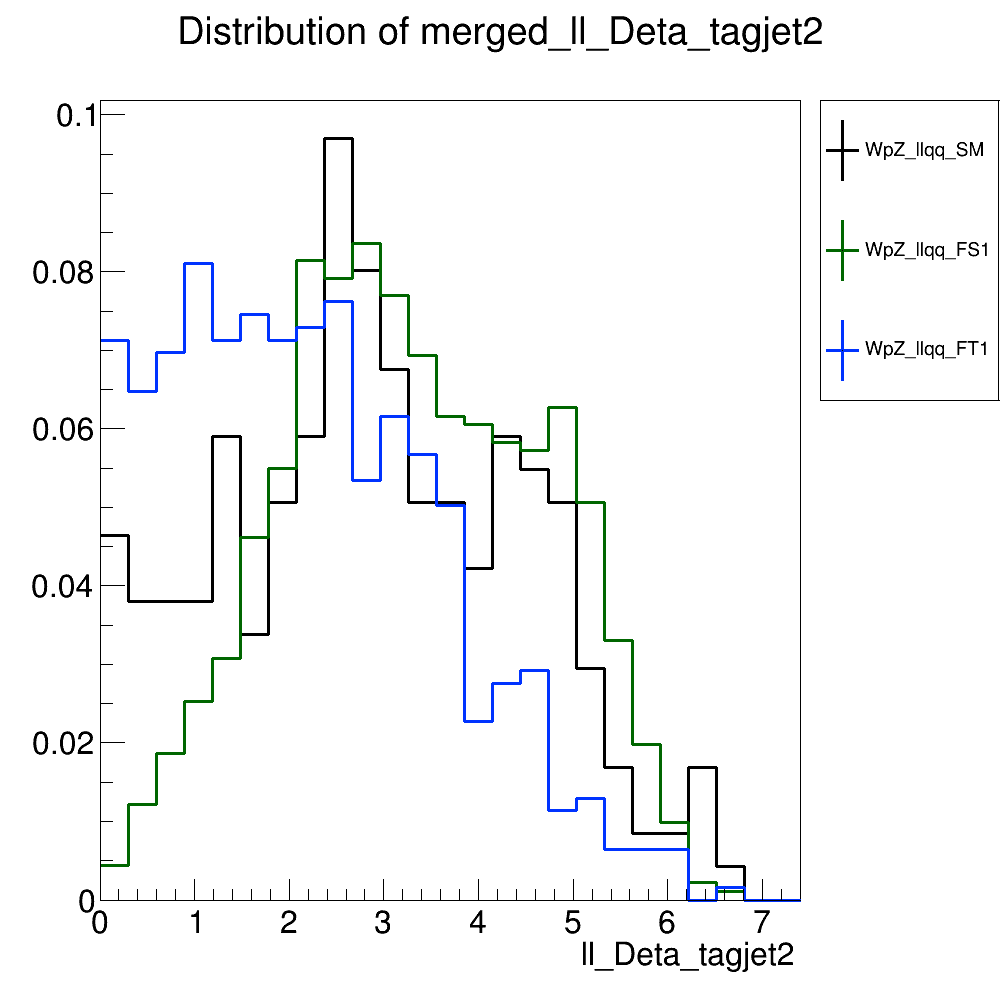 Distribution of merged_ll_Deta_tagjet2
0.1
0.08
0.06
0.04
0.02
0
0 1 2 3 4 5 6 7
ll_Deta_tagjet2
WpZ_llqq_SM
WpZ_llqq_FS1
WpZ_llqq_FT1